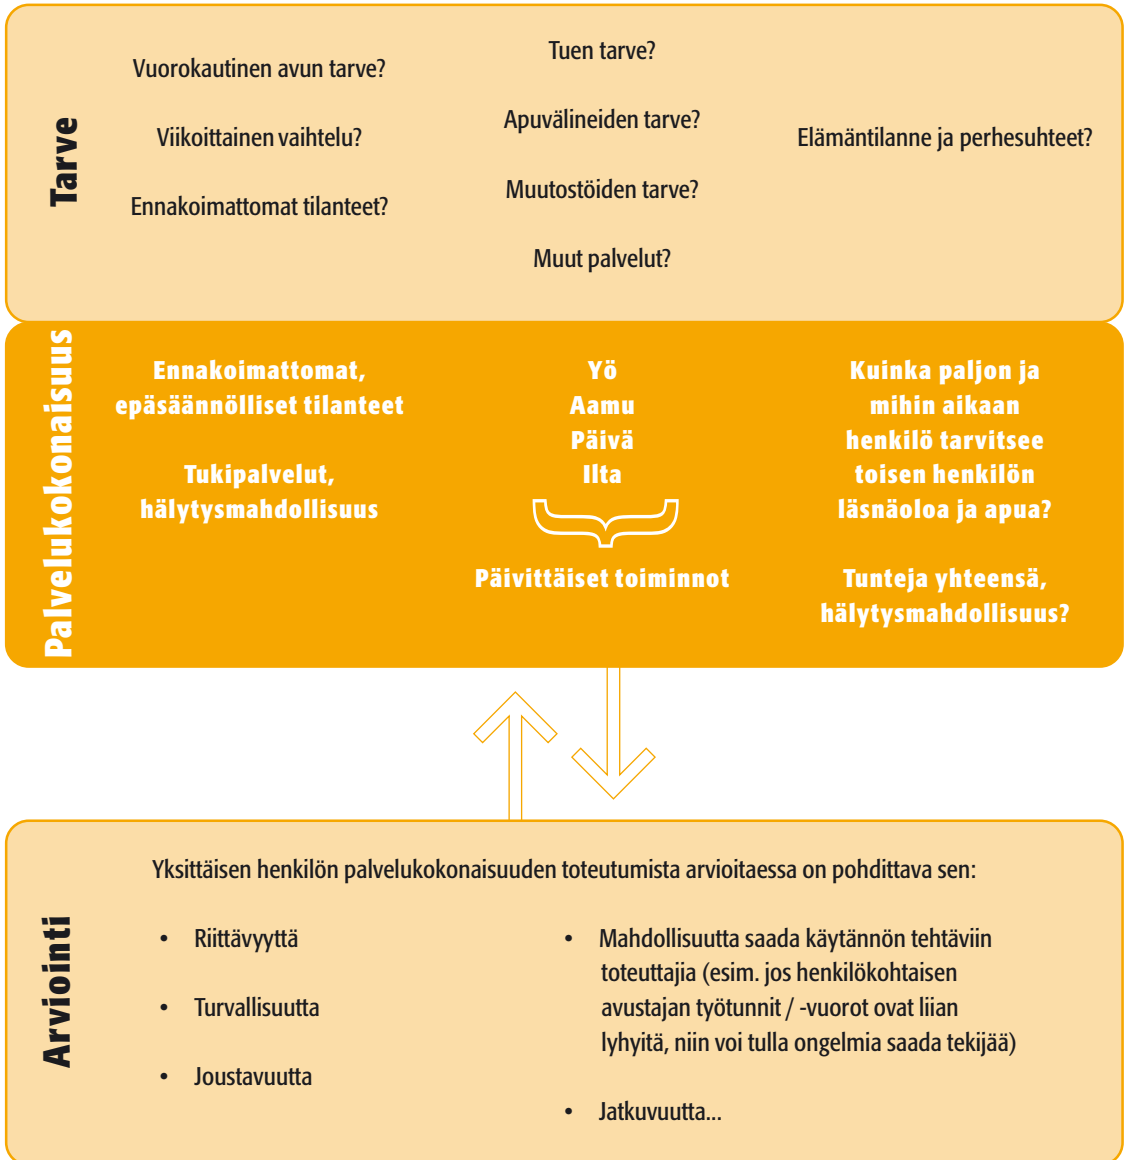 Tarve
Vuorokautinen avun tarve?
Viikoittainen vaihtelu?
Ennakoimattomat tilanteet?
Tuen tarve?
Apuvälineiden tarve?
Muutostöiden tarve?
Muut palvelut?
Elämäntilanne ja perhesuhteet?
Palvelukokonaisuus
Ennakoimattomat,
epäsäännölliset tilanteet
Tukipalvelut,
hälytysmahdollisuus
Yö
Aamu
Päivä
Ilta
Päivittäiset toiminnot
Kuinka paljon ja
mihin aikaan
henkilö tarvitsee
toisen henkilön
läsnäoloa ja apua?
Tunteja yhteensä,
hälytysmahdollisuus?
Arviointi
Yksittäisen henkilön palvelukokonaisuuden toteutumista arvioitaessa on pohdittava sen:
• Riittävyyttä
• Turvallisuutta
• Joustavuutta
• Mahdollisuutta saada käytännön tehtäviin
toteuttajia (esim. jos henkilökohtaisen
avustajan työtunnit / -vuorot ovat liian
lyhyitä, niin voi tulla ongelmia saada tekijää)
• Jatkuvuutta...